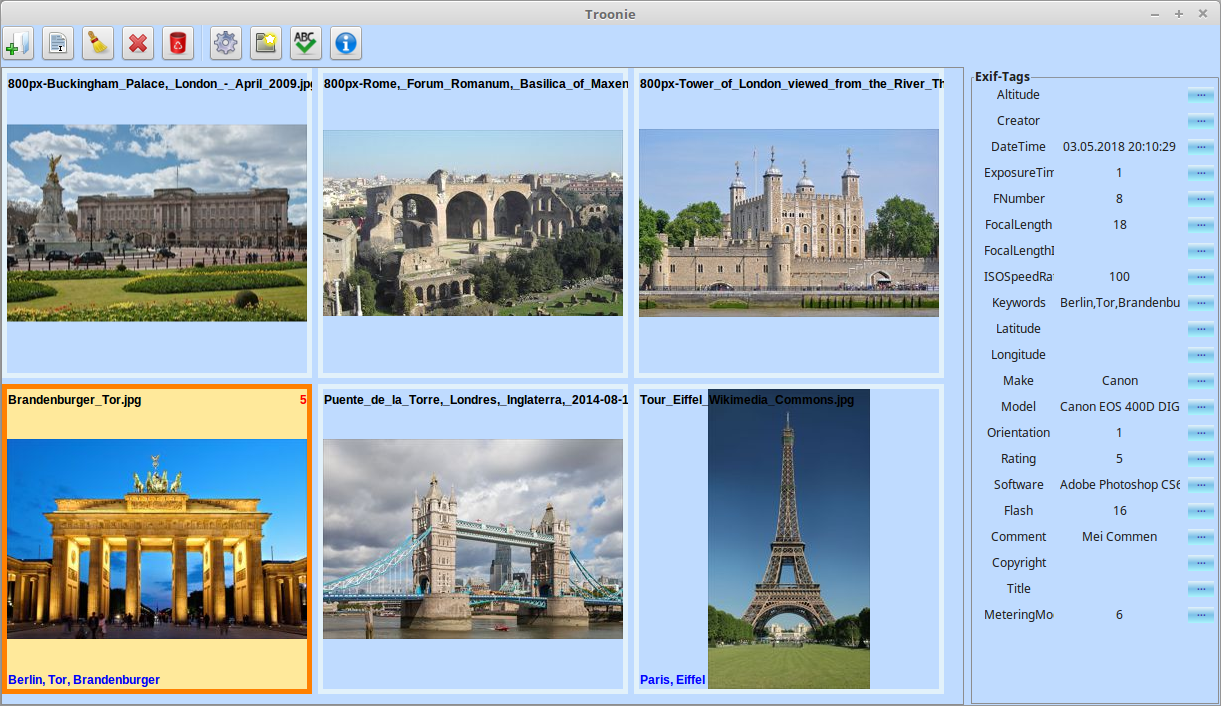 Troonie
ABC
800px-Buckingham_Palace,_London_-_April_2009.jpg
800px-Rome,_Forum_Romanum,_Basilica_of_Maxen
800px-Tower_of_London_viewed_from_the_River_Th
Brandenburger_Tor.jpg 5
Berlin, Tor, Brandenburger
Puente_de_la_Torre,_Londres,_Inglaterra,_2014-08-1
Tour_Eiffel_Wikimedia_Commons.jpg
Paris, Eiffel
Exif-Tags
Altitude ...
Creator ...
DateTime 03.05.2018 20:10:29 ...
ExposureTim 1 ...
FNumber 8 ...
FocalLength 18 ...
FocalLengthI ...
ISOSpeedRa 100 ...
Keywords Berlin,Tor,Brandenbu ...
Latitude ...
Longitude ...
Make Canon ...
Model Canon EOS 400D DIG ...
Orientation 1 ...
Rating 5 ...
Software Adobe Photoshop CS6 ...
Flash 16 ...
Comment Mei Commen ...
Copyright ...
Title ...
MeteringMo 6 ...